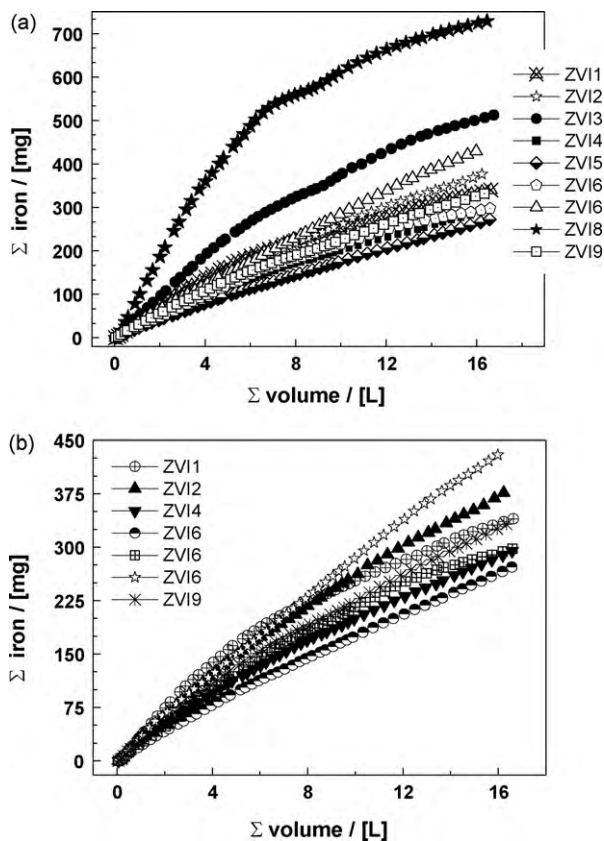 (a)
700
600
500
400
300
200
100
0
Σ iron / [mg]
0 4 8 12 16
Σ volume / [L]
ZVI1
ZVI2
ZVI3
ZVI4
ZVI5
ZVI6
ZVI6
ZVI8
ZVI9
(b)
450
375
300
225
150
75
0
Σ iron / [mg]
0 4 8 12 16
Σ volume / [L]
ZVI1
ZVI2
ZVI4
ZVI6
ZVI6
ZVI6
ZVI9